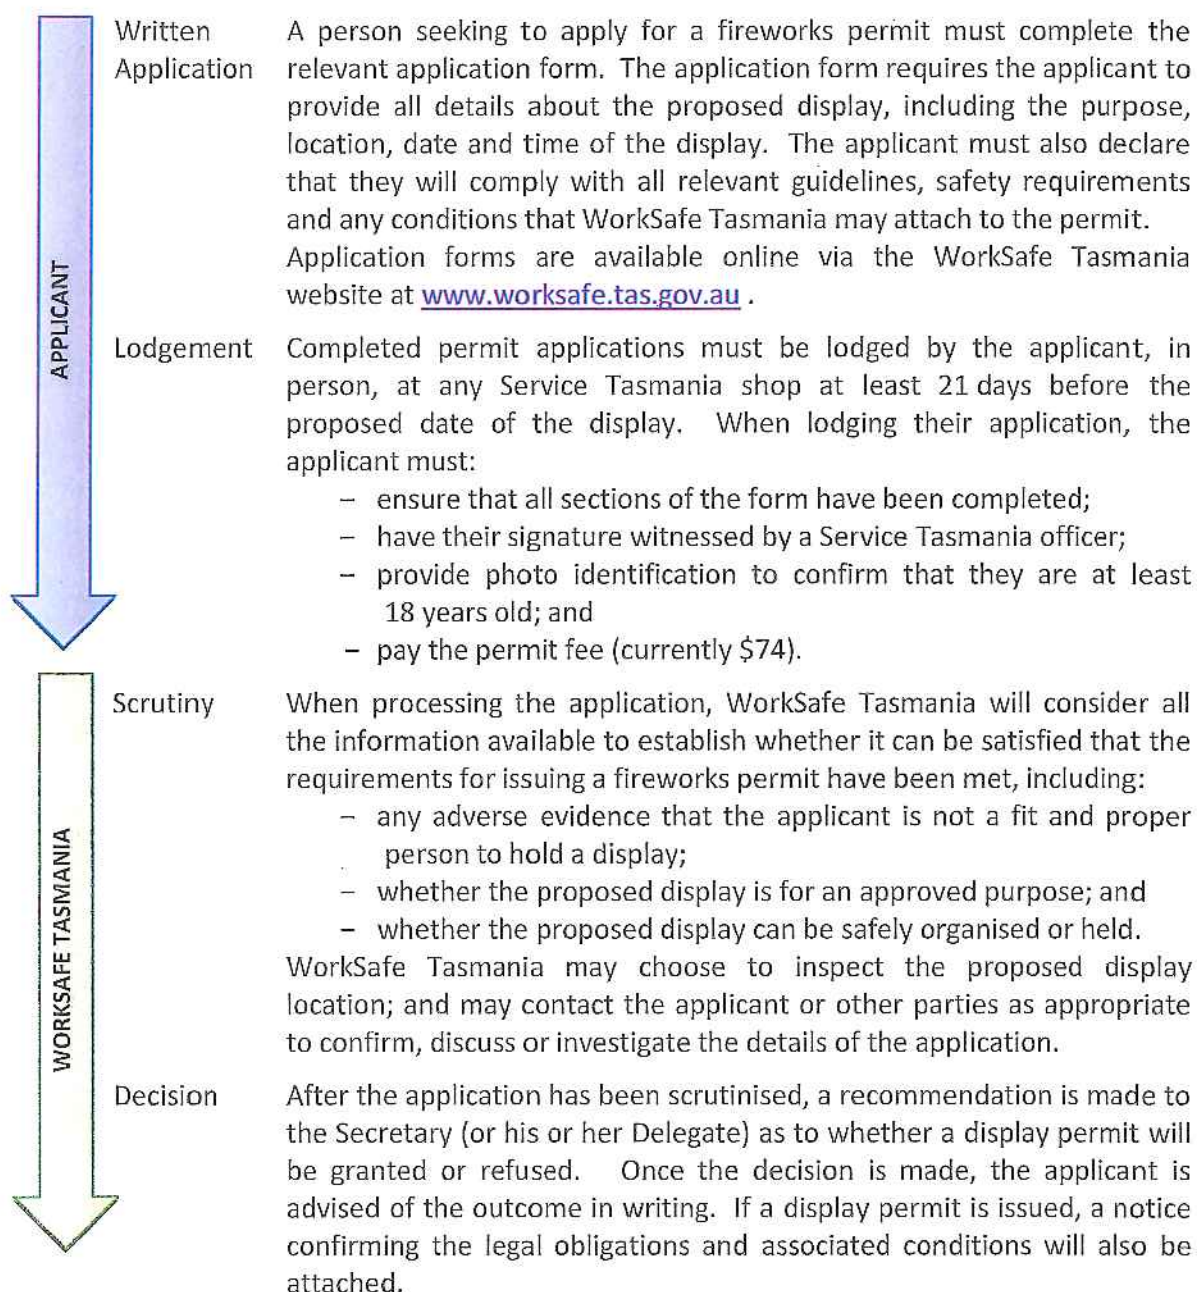 Written Application
A person seeking to apply for a fireworks permit must complete the
relevant application form. The application form requires the applicant to
provide all details about the proposed display, including the purpose,
location, date and time of the display. The applicant must also declare
that they will comply with all relevant guidelines, safety requirements
and any conditions that WorkSafe Tasmania may attach to the permit.
Application forms are available online via the WorkSafe Tasmania
website at www.worksafe.tas.gov.au .
APPLICANT
Lodgement
Completed permit applications must be lodged by the applicant, in
person, at any Service Tasmania shop at least 21 days before the
proposed date of the display. When lodging their application, the
applicant must:
– ensure that all sections of the form have been completed;
– have their signature witnessed by a Service Tasmania officer;
– provide photo identification to confirm that they are at least
18 years old; and
– pay the permit fee (currently $74).
Scrutiny
When processing the application, WorkSafe Tasmania will consider all
the information available to establish whether it can be satisfied that the
requirements for issuing a fireworks permit have been met, including:
– any adverse evidence that the applicant is not a fit and proper
person to hold a display;
– whether the proposed display is for an approved purpose; and
– whether the proposed display can be safely organised or held.
WorkSafe Tasmania may choose to inspect the proposed display
location; and may contact the applicant or other parties as appropriate
to confirm, discuss or investigate the details of the application.
WORKSAFE TASMANIA
Decision
After the application has been scrutinised, a recommendation is made to
the Secretary (or his or her Delegate) as to whether a display permit will
be granted or refused. Once the decision is made, the applicant is
advised of the outcome in writing. If a display permit is issued, a notice
confirming the legal obligations and associated conditions will also be
attached.